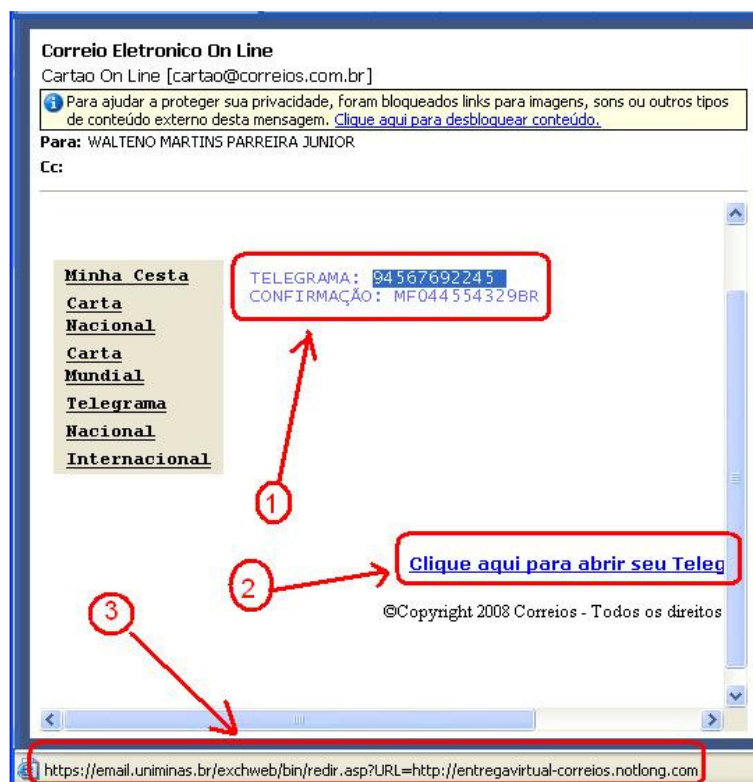 Correio Eletronico On Line
Cartao On Line [cartao@correios.com.br]
Para ajudar a proteger sua privacidade, foram bloqueados links para imagens, sons ou outros tipos
de conteúdo externo desta mensagem. Clique aqui para desbloquear conteúdo.
Para: WALTENO MARTINS PARREIRA JUNIOR
Cc:
Minha Cesta
Carta
Nacional
Carta
Mundial
Telegrama
Nacional
Internacional
TELEGRAMA: 94567692245
CONFIRMAÇÃO: MF044554329BR
1
Clique aqui para abrir seu Teleg
2
©Copyright 2008 Correios - Todos os direitos
3
https://email.uniminas.br/exchweb/bin/redir.asp?URL=http://entregavirtual-correios.notlong.com